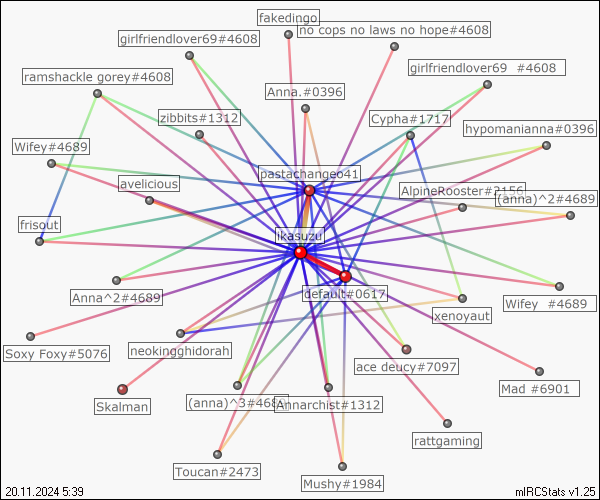 fakedingo
no cops no laws no hope#4608
girlfriendlover69#4608
girlfriendlover69 #4608
ramshackle gorey#4608
Anna.#0396
zibbits#1312
Cypha#1717
hypomanianna#0396
Wifey#4689
pastachangeo41
avelicious
AlpineRooster#2156
(anna)^2#4689
frisout
ikasuzu
default#0617
Anna^2#4689
Wifey #4689
xenoyaut
Soxy Foxy#5076
neokingghidorah
ace deucy#7097
Mad #6901
Skalman
(anna)^3#4689
Annarchist#1312
rattgaming
Toucan#2473
Mushy#1984
20.11.2024 5:39
mIRCStats v1.25